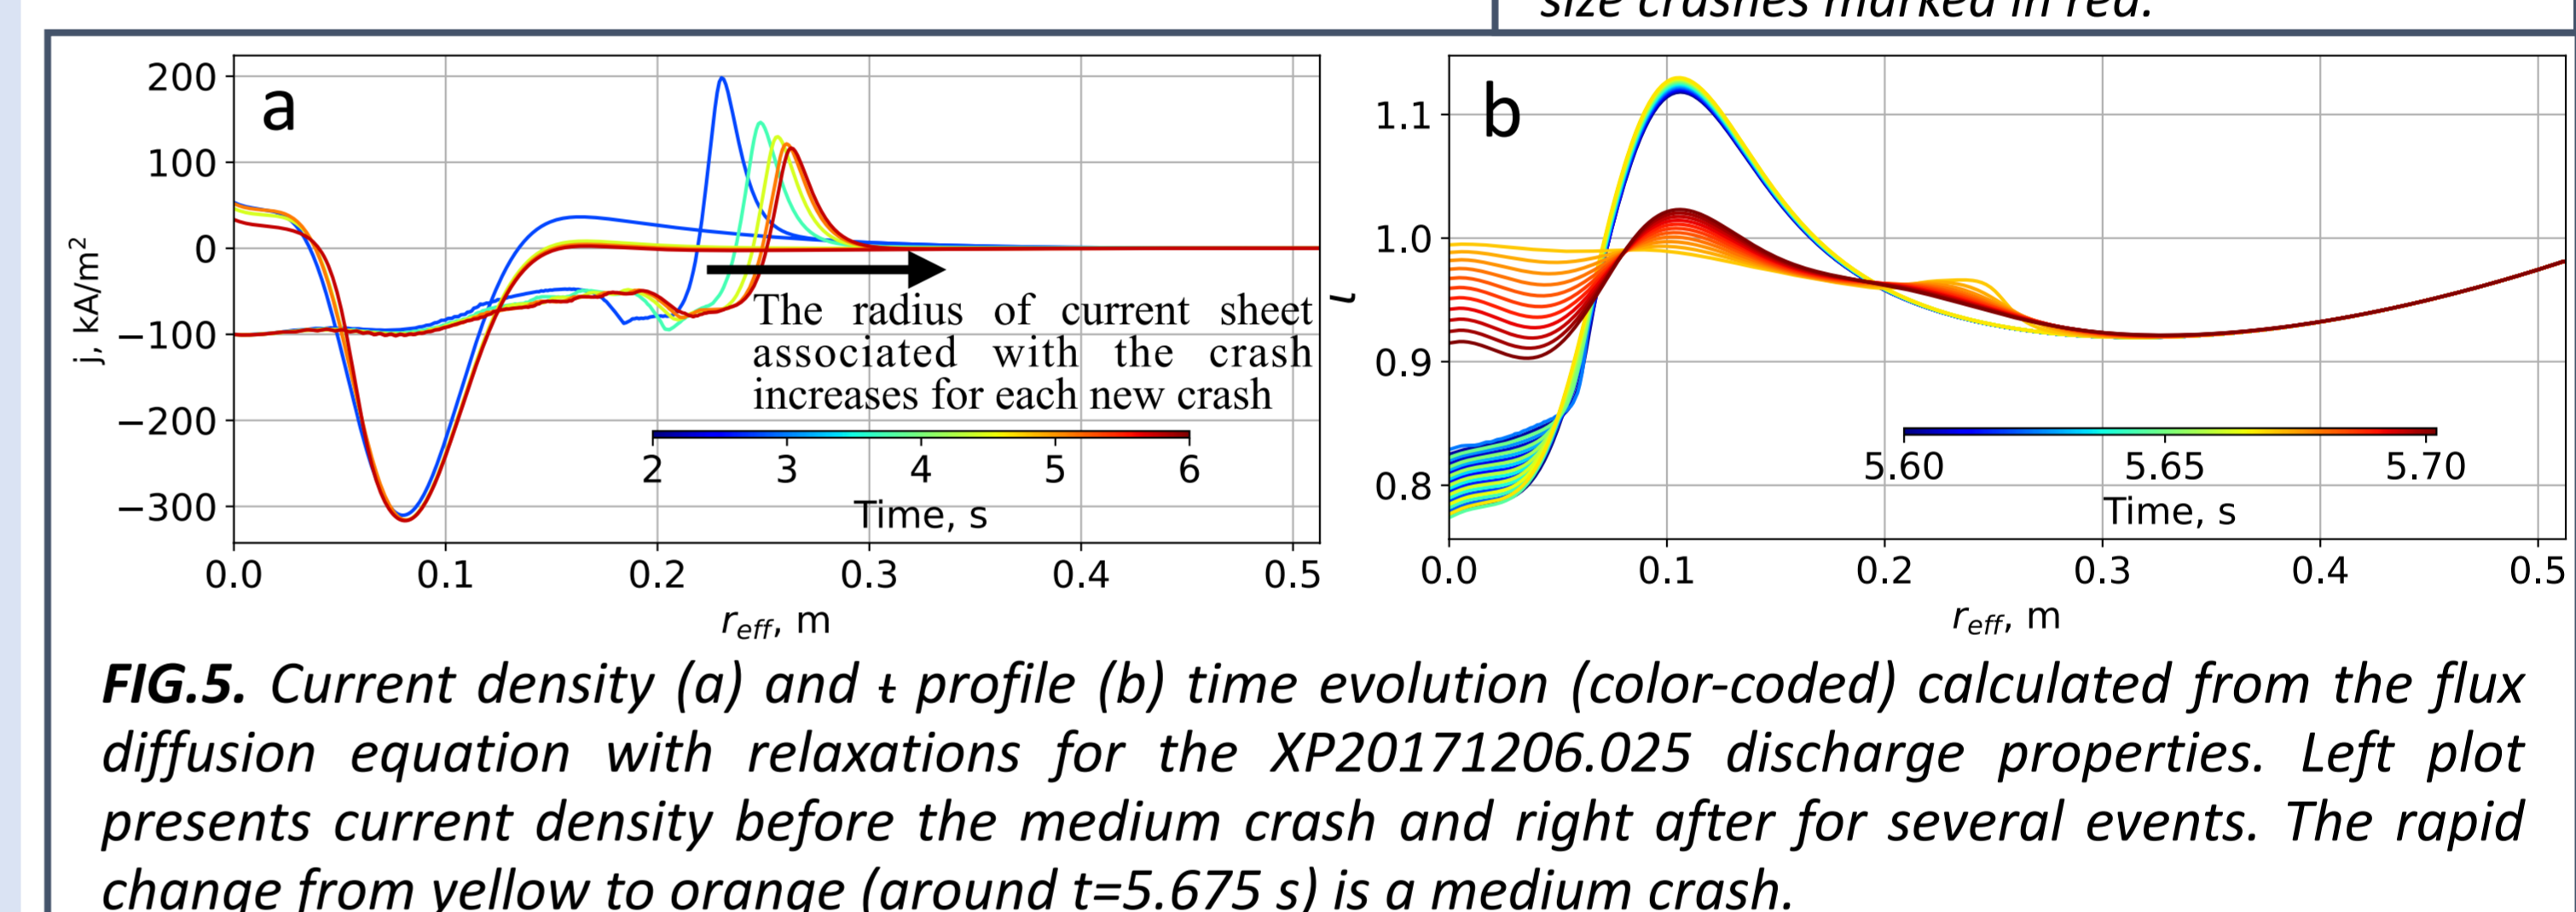 size crashes marked in red.
a
200
100
0
−100
−200
−300
j, kA/m²
The radius of current sheet
associated with the crash
increases for each new crash
2 3 4 5 6
Time, s
0.0 0.1 0.2 0.3 0.4 0.5
r_eff, m
b
1.1
1.0
0.9
0.8
ι
5.60 5.65 5.70
Time, s
0.0 0.1 0.2 0.3 0.4 0.5
r_eff, m
FIG.5. Current density (a) and ɫ profile (b) time evolution (color-coded) calculated from the flux
diffusion equation with relaxations for the XP20171206.025 discharge properties. Left plot
presents current density before the medium crash and right after for several events. The rapid
change from yellow to orange (around t=5.675 s) is a medium crash.